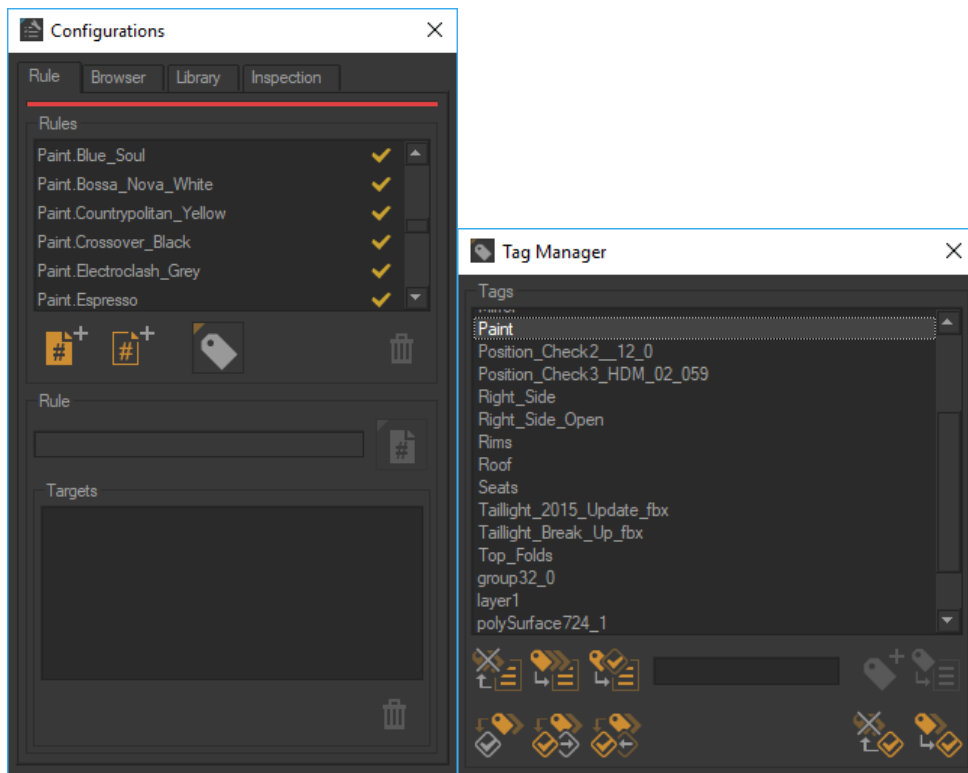 Configurations
Rule Browser Library Inspection
Rules
Paint.Blue_Soul
Paint.Bossa_Nova_White
Paint.Countrypolitan_Yellow
Paint.Crossover_Black
Paint.Electroclash_Grey
Paint.Espresso
Rule
Targets
Tag Manager
Tags
Mirror
Paint
Position_Check2__12_0
Position_Check3_HDM_02_059
Right_Side
Right_Side_Open
Rims
Roof
Seats
Taillight_2015_Update_fbx
Taillight_Break_Up_fbx
Top_Folds
group32_0
layer1
polySurface724_1